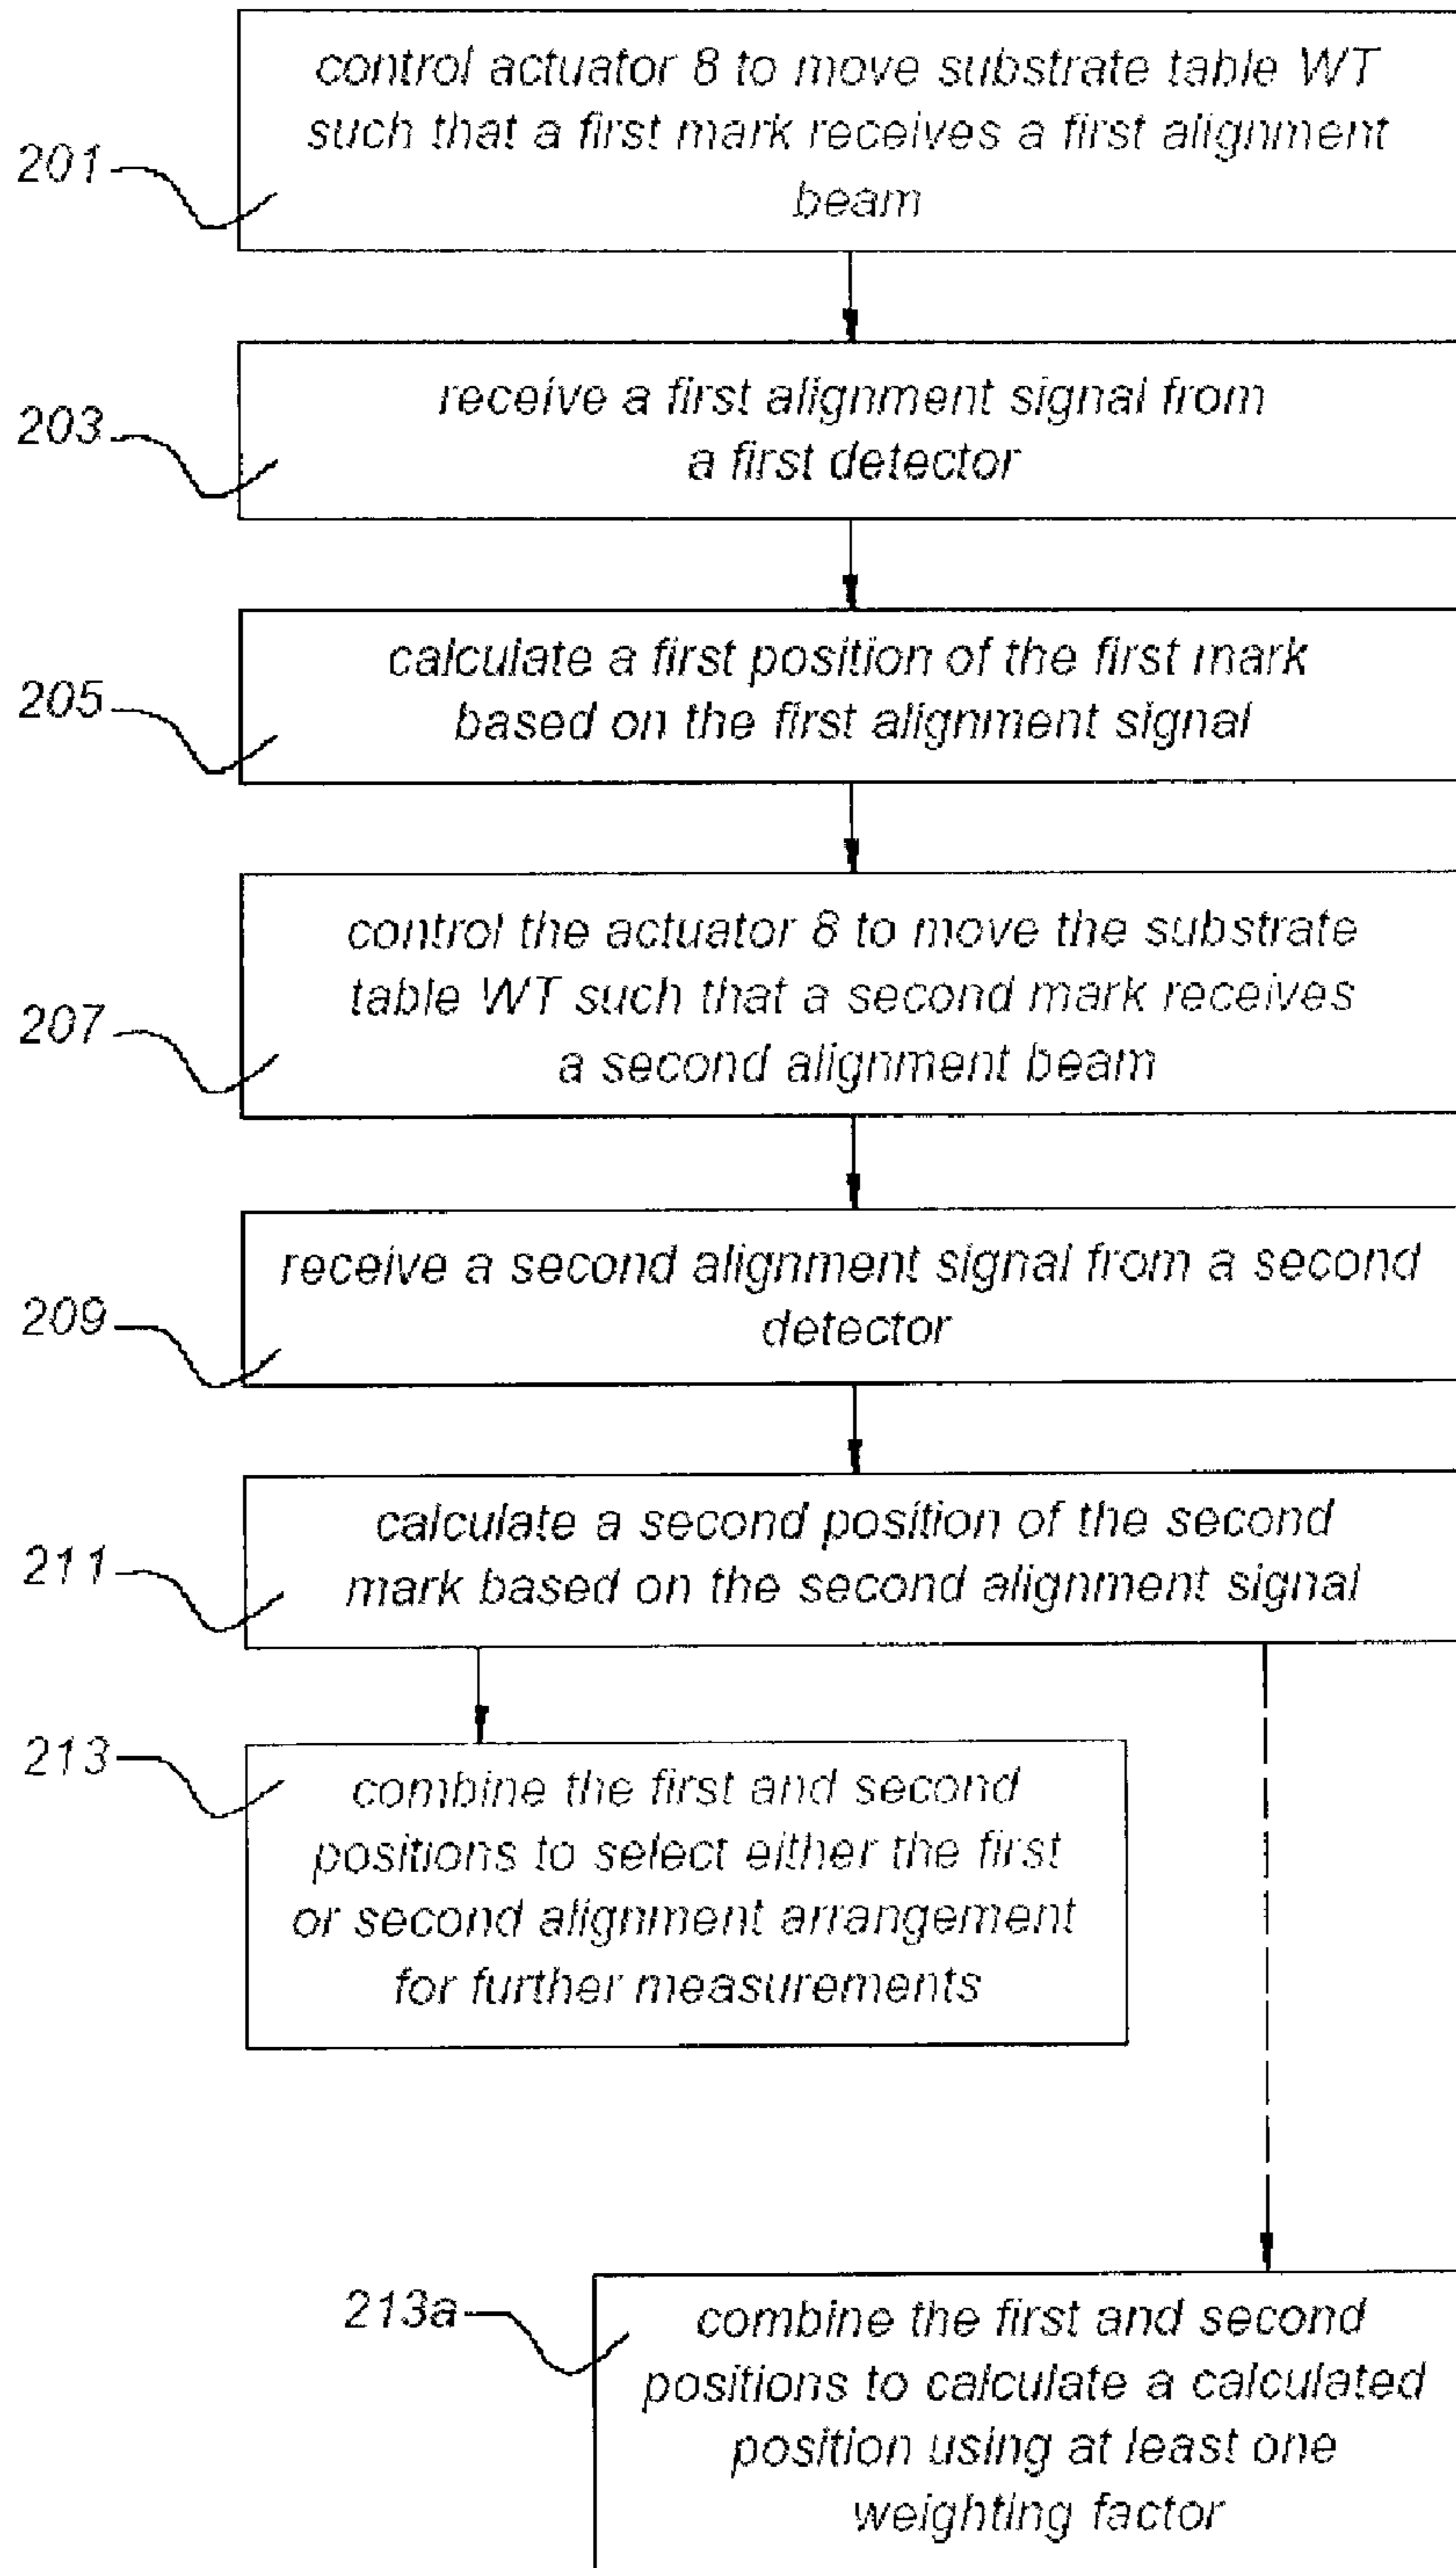 control actuator 8 to move substrate table WT
such that a first mark receives a first alignment
beam
201
receive a first alignment signal from
a first detector
203
calculate a first position of the first mark
based on the first alignment signal
205
control the actuator 8 to move the substrate
table WT such that a second mark receives
a second alignment beam
207
receive a second alignment signal from a second
detector
209
calculate a second position of the second
mark based on the second alignment signal
211
213
combine the first and second
positions to select either the first
or second alignment arrangement
for further measurements
213a
combine the first and second
positions to calculate a calculated
position using at least one
weighting factor